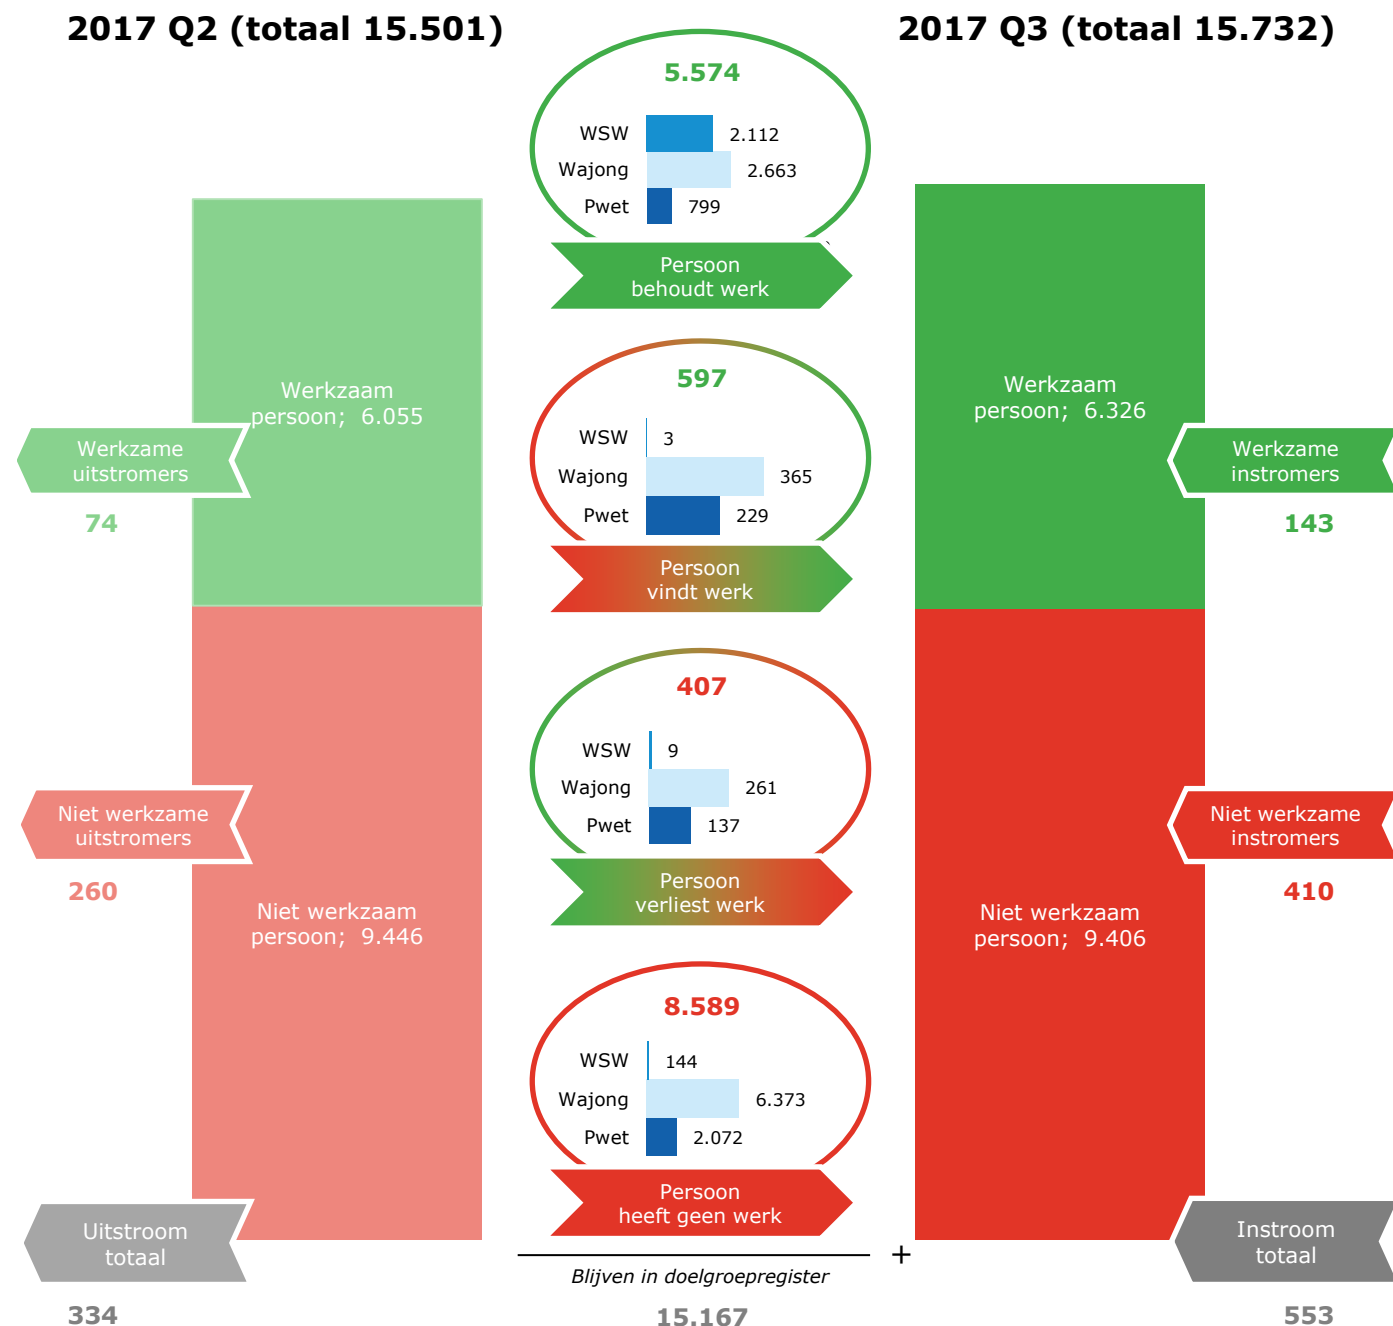 2017 Q2 (totaal 15.501)
2017 Q3 (totaal 15.732)
5.574
WSW 2.112
Wajong 2.663
Pwet 799
Persoon
behoudt werk
Werkzaam
persoon; 6.055
Werkzame
uitstromers
74
597
WSW 3
Wajong 365
Pwet 229
Persoon
vindt werk
Werkzaam
persoon; 6.326
Werkzame
instromers
143
407
WSW 9
Wajong 261
Pwet 137
Persoon
verliest werk
Niet werkzame
uitstromers
260
Niet werkzaam
persoon; 9.446
Niet werkzaam
persoon; 9.406
Niet werkzame
instromers
410
8.589
WSW 144
Wajong 6.373
Pwet 2.072
Persoon
heeft geen werk
Uitstroom
totaal
334
+
Blijven in doelgroepregister
15.167
Instroom
totaal
553